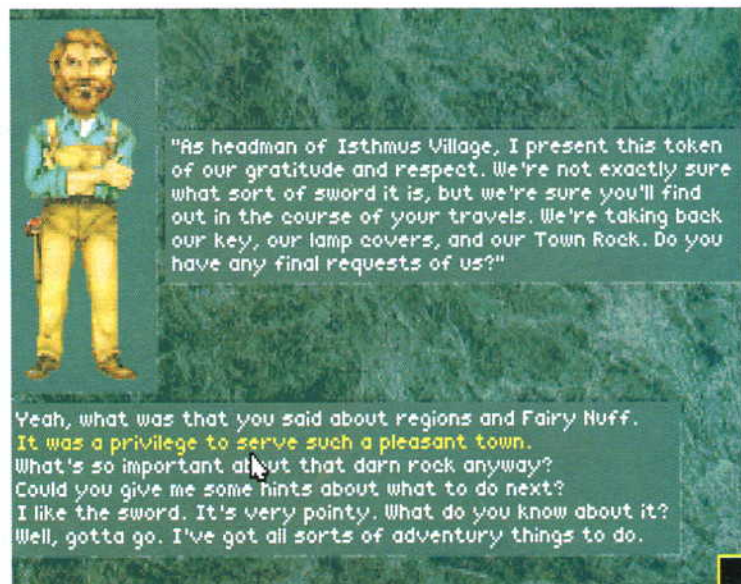 "As headman of Isthmus Village, I present this token
of our gratitude and respect. We're not exactly sure
what sort of sword it is, but we're sure you'll find
out in the course of your travels. We're taking back
our key, our lamp covers, and our Town Rock. Do you
have any final requests of us?"
Yeah, what was that you said about regions and Fairy Nuff.
It was a privilege to serve such a pleasant town.
What's so important about that darn rock anyway?
Could you give me some hints about what to do next?
I like the sword. It's very pointy. What do you know about it?
Well, gotta go. I've got all sorts of adventury things to do.